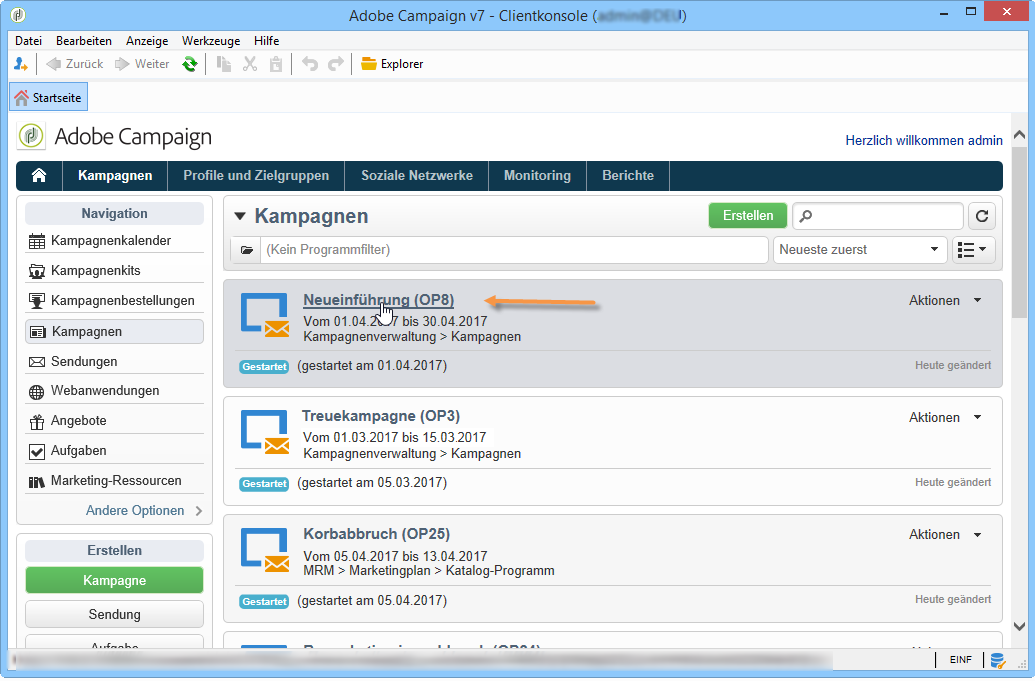 Adobe Campaign v7 - Clientkonsole (admin@DEU)
Datei Bearbeiten Anzeige Werkzeuge Hilfe
Zurück Weiter Explorer
Startseite
Adobe Campaign
Herzlich willkommen admin
Kampagnen Profile und Zielgruppen Soziale Netzwerke Monitoring Berichte
Navigation
Kampagnenkalender
Kampagnenkits
Kampagnenbestellungen
Kampagnen
Sendungen
Webanwendungen
Angebote
Aufgaben
Marketing-Ressourcen
Andere Optionen
Erstellen
Kampagne
Sendung
Aufgabe
Kampagnen
Erstellen
(Kein Programmfilter)
Neueste zuerst
Neueinführung (OP8)
Aktionen
Vom 01.04.2017 bis 30.04.2017
Kampagnenverwaltung > Kampagnen
Gestartet (gestartet am 01.04.2017)
Heute geändert
Treuekampagne (OP3)
Aktionen
Vom 01.03.2017 bis 15.03.2017
Kampagnenverwaltung > Kampagnen
Gestartet (gestartet am 05.03.2017)
Heute geändert
Korbabbruch (OP25)
Aktionen
Vom 05.04.2017 bis 13.04.2017
MRM > Marketingplan > Katalog-Programm
Gestartet (gestartet am 05.04.2017)
Heute geändert
EINF